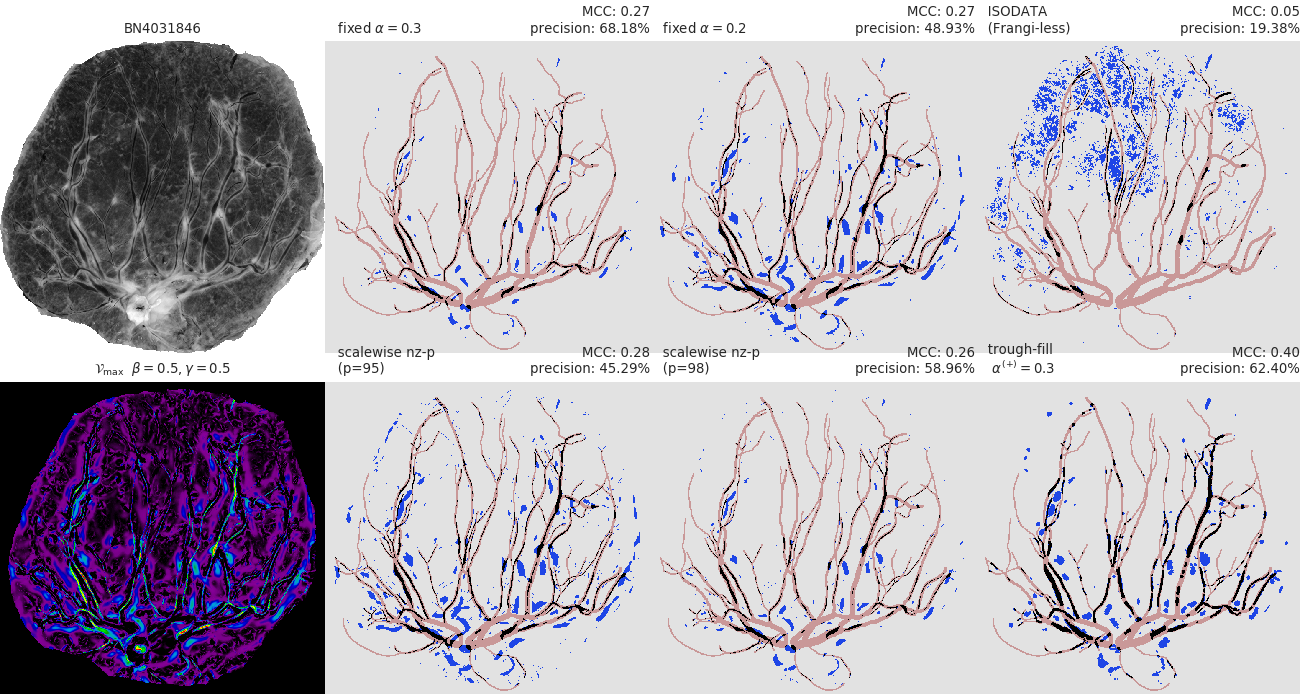 BN4031846
fixed α = 0.3
MCC: 0.27
precision: 68.18%
fixed α = 0.2
MCC: 0.27
precision: 48.93%
ISODATA
(Frangi-less)
MCC: 0.05
precision: 19.38%
𝒱max β = 0.5, γ = 0.5
scalewise nz-p
(p=95)
MCC: 0.28
precision: 45.29%
scalewise nz-p
(p=98)
MCC: 0.26
precision: 58.96%
trough-fill
α(+) = 0.3
MCC: 0.40
precision: 62.40%